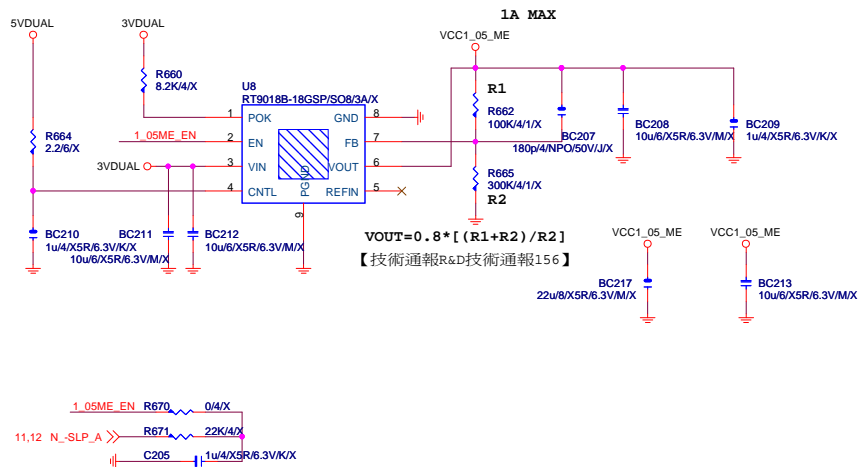 1A MAX
5VDUAL
3VDUAL
VCC1_05_ME
R660
8.2K/4/X
U8
RT9018B-18GSP/SO8/3A/X
R1
R662
100K/4/1/X
1 POK
GND 8
1_05ME_EN
2 EN
FB 7
3VDUAL
3 VIN
VOUT 6
4 CNTL
REFIN 5
PGND
9
R664
2.2/6/X
BC207
180p/4/NPO/50V/J/X
BC208
10u/6/X5R/6.3V/M/X
BC209
1u/4/X5R/6.3V/K/X
R665
300K/4/1/X
R2
BC210
1u/4/X5R/6.3V/K/X
BC211
10u/6/X5R/6.3V/M/X
BC212
10u/6/X5R/6.3V/M/X
VOUT=0.8*[(R1+R2)/R2]
【技術通報R&D技術通報156】
VCC1_05_ME
VCC1_05_ME
BC217
22u/8/X5R/6.3V/M/X
BC213
10u/6/X5R/6.3V/M/X
1_05ME_EN R670 0/4/X
11,12 N_-SLP_A R671 22K/4/X
C205 1u/4/X5R/6.3V/K/X